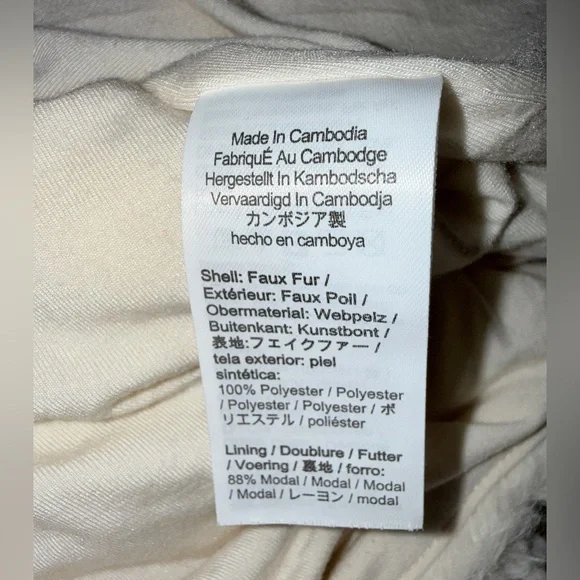 Made In Cambodia
FabriquÉ Au Cambodge
Hergestellt In Kambodscha
Vervaardigd In Cambodja
カンボジア製
hecho en camboya
Shell: Faux Fur /
Extérieur: Faux Poil /
Obermaterial: Webpelz /
Buitenkant: Kunstbont /
表地:フェイクファー /
tela exterior: piel
sintética:
100% Polyester / Polyester
/ Polyester / Polyester / ポ
リエステル / poliéster
Lining / Doublure / Futter
/ Voering / 裏地 / forro:
88% Modal / Modal / Modal
/ Modal / レーヨン / modal